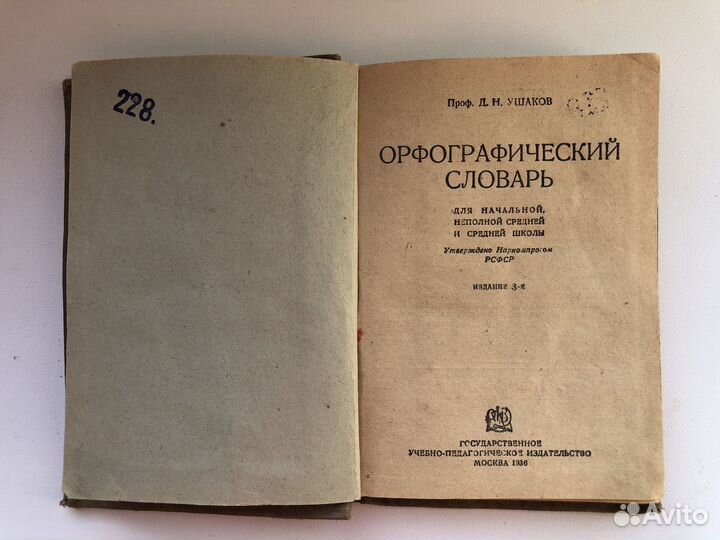 228.
Проф. Д. Н. УШАКОВ
ОРФОГРАФИЧЕСКИЙ
СЛОВАРЬ
ДЛЯ НАЧАЛЬНОЙ,
НЕПОЛНОЙ СРЕДНЕЙ
И СРЕДНЕЙ ШКОЛЫ
Утверждено Наркомпросом
РСФСР
ИЗДАНИЕ 3-е
ГОСУДАРСТВЕННОЕ
УЧЕБНО-ПЕДАГОГИЧЕСКОЕ ИЗДАТЕЛЬСТВО
МОСКВА 1936
Avito